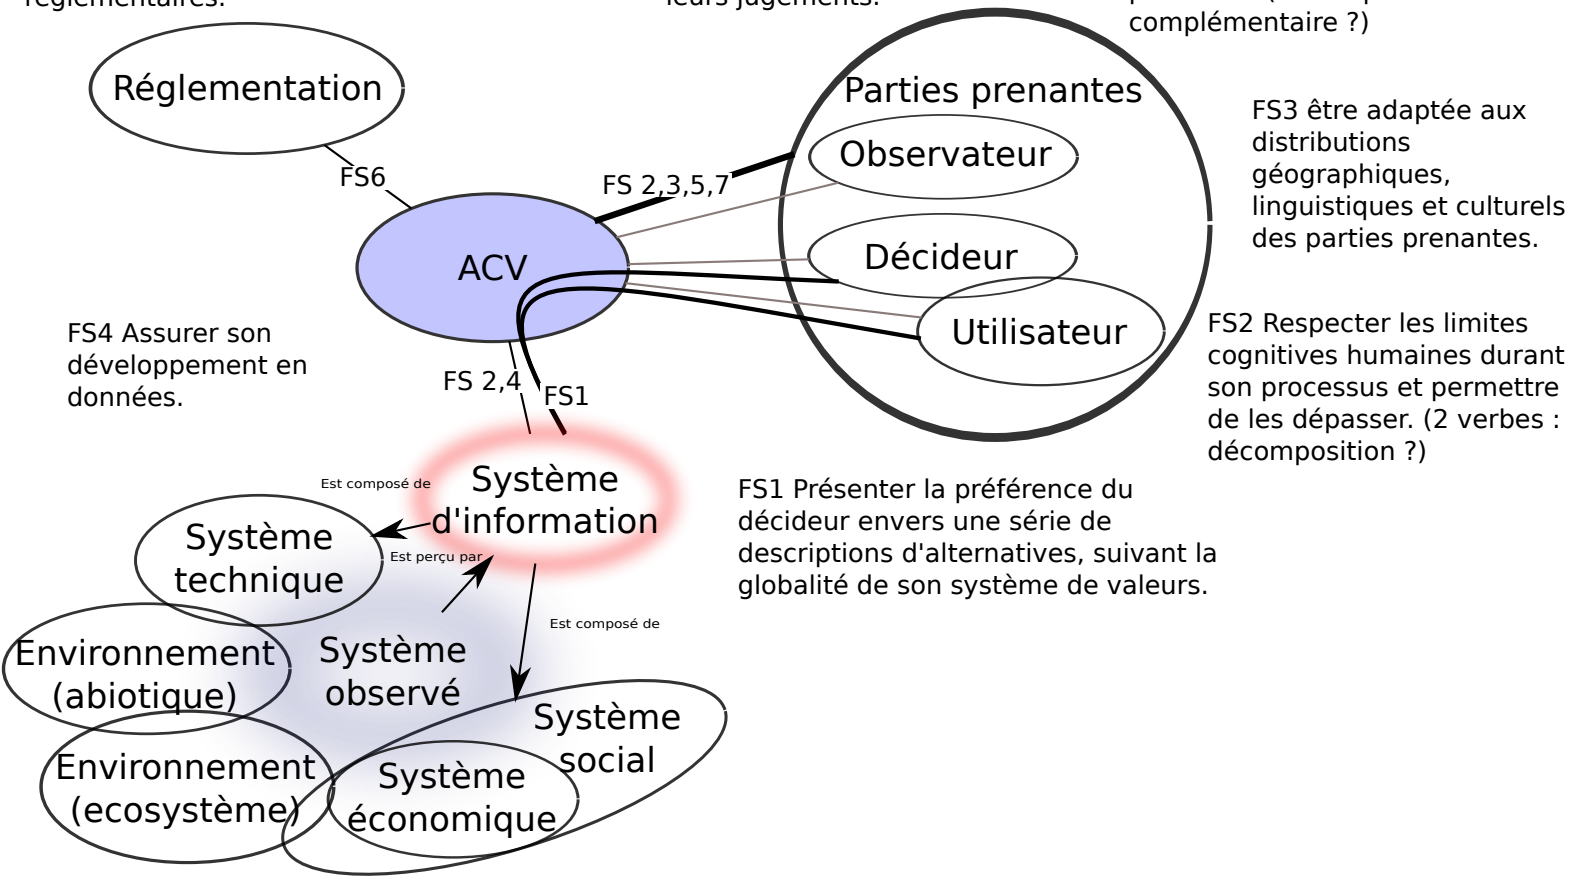 réglementaires.
leurs jugements.
complémentaire ?)
Réglementation
Parties prenantes
Observateur
FS3 être adaptée aux
distributions
géographiques,
linguistiques et culturels
des parties prenantes.
FS6
FS 2,3,5,7
ACV
Décideur
Utilisateur
FS4 Assurer son
développement en
données.
FS2 Respecter les limites
cognitives humaines durant
son processus et permettre
de les dépasser. (2 verbes :
décomposition ?)
FS 2,4
FS1
Système
d'information
FS1 Présenter la préférence du
décideur envers une série de
descriptions d'alternatives, suivant la
globalité de son système de valeurs.
Est composé de
Système
technique
Est perçu par
Est composé de
Environnement
(abiotique)
Système
observé
Système
social
Environnement
(ecosystème)
Système
économique